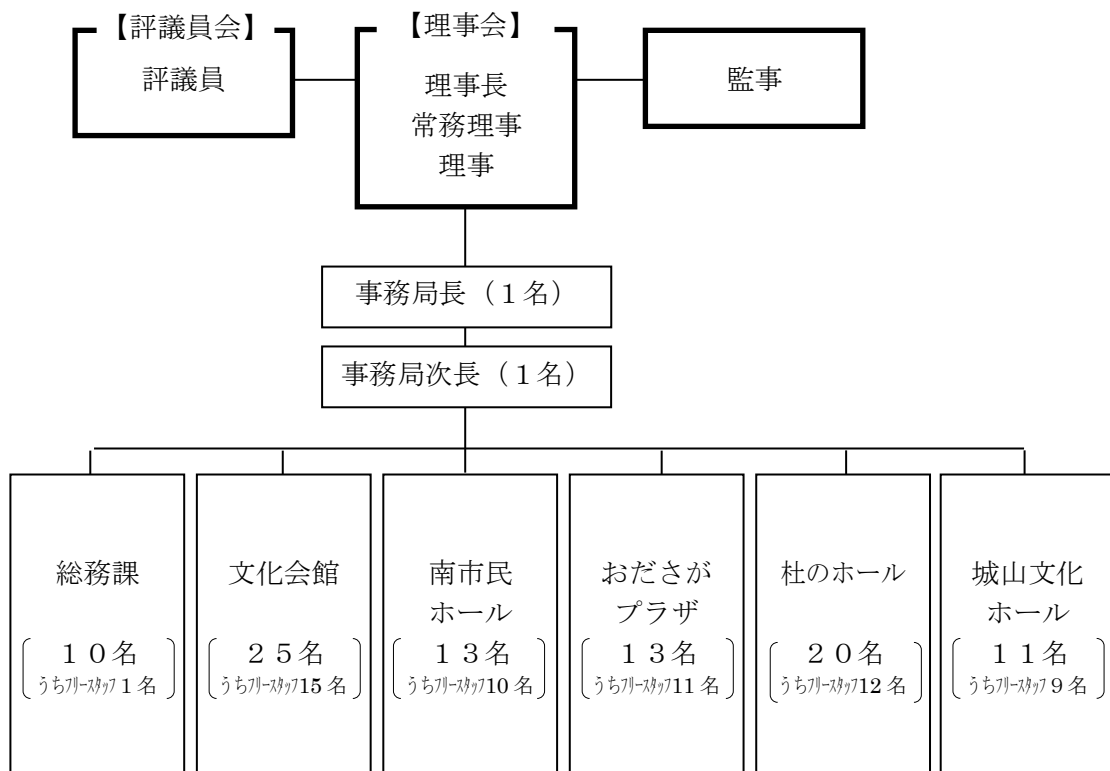 【評議員会】
評議員
【理事会】
理事長
常務理事
理事
監事
事務局長（１名）
事務局次長（１名）
総務課
１０名
うちﾌﾘｰｽﾀｯﾌ１名
文化会館
２５名
うちﾌﾘｰｽﾀｯﾌ15名
南市民
ホール
１３名
うちﾌﾘｰｽﾀｯﾌ10名
おださが
プラザ
１３名
うちﾌﾘｰｽﾀｯﾌ11名
杜のホール
２０名
うちﾌﾘｰｽﾀｯﾌ12名
城山文化
ホール
１１名
うちﾌﾘｰｽﾀｯﾌ９名